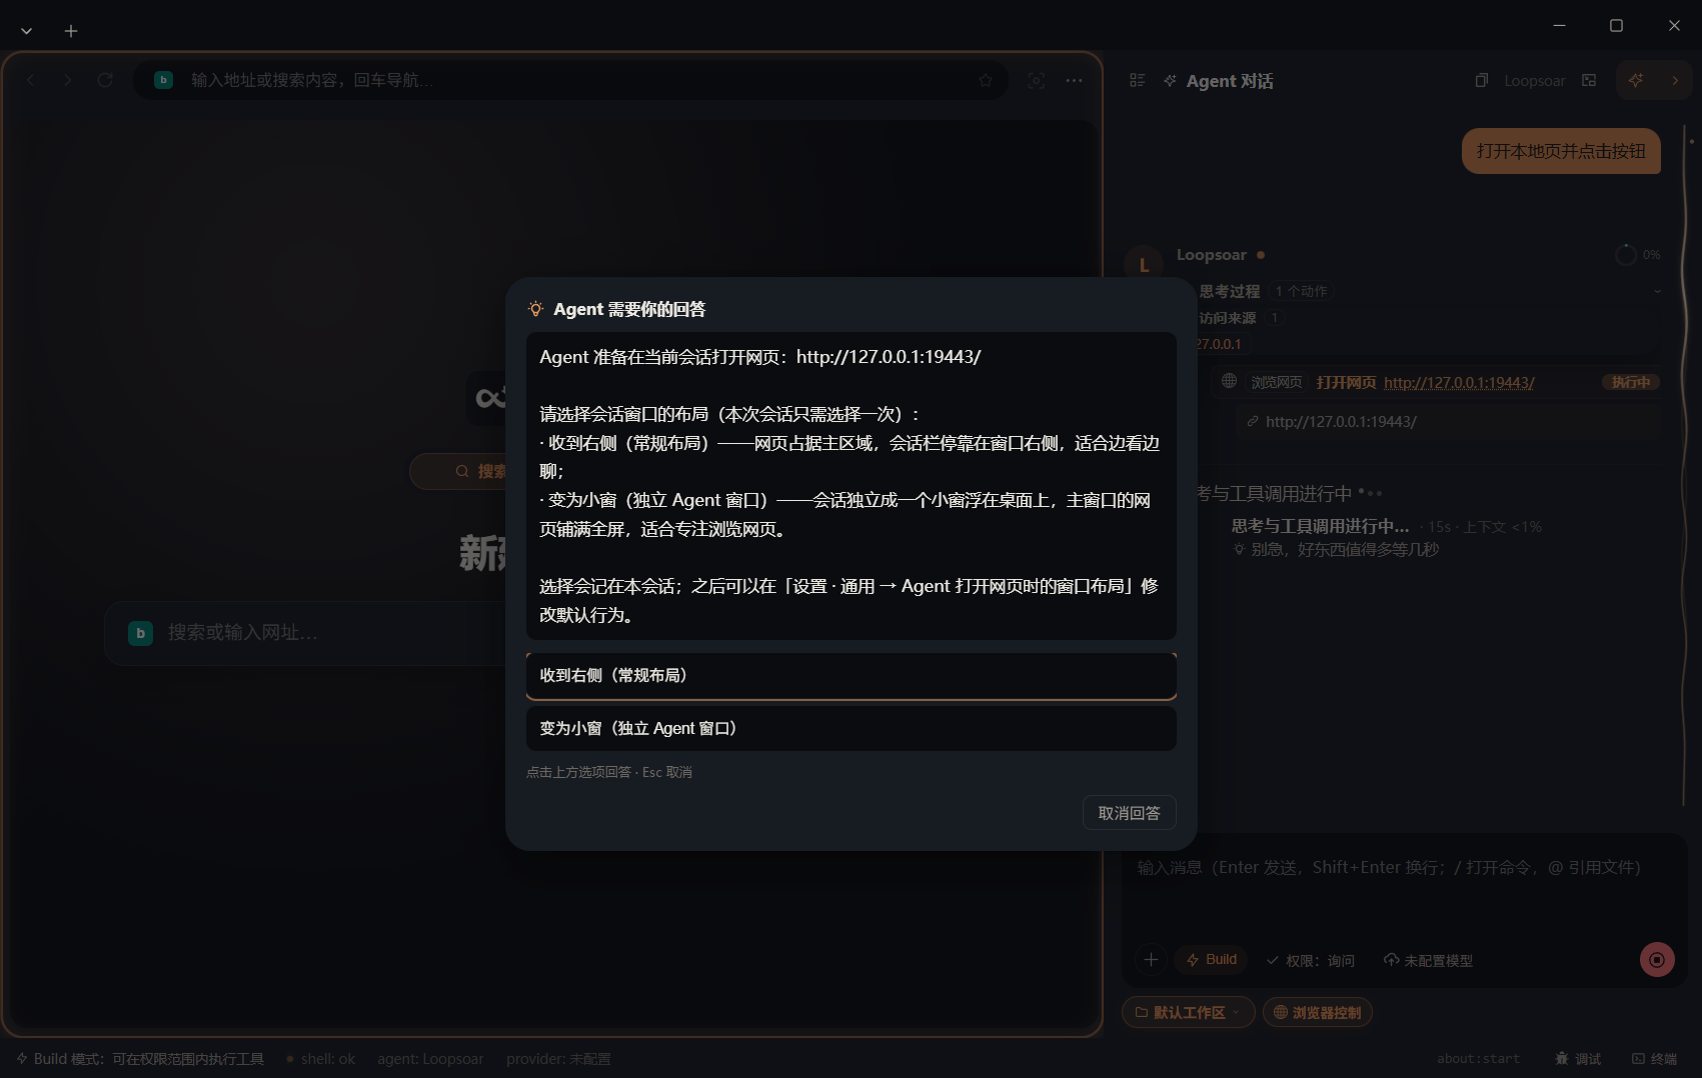 b 输入地址或搜索内容，回车导航...
Agent 对话
Loopsoar
打开本地页并点击按钮
L
Loopsoar
0%
思考过程 1 个动作
访问来源 1
27.0.0.1
浏览网页 打开网页 http://127.0.0.1:19443/ 执行中
http://127.0.0.1:19443/
考与工具调用进行中
思考与工具调用进行中... · 15s · 上下文 <1%
别急，好东西值得多等几秒
搜索
新
b 搜索或输入网址...
Agent 需要你的回答
Agent 准备在当前会话打开网页：http://127.0.0.1:19443/
请选择会话窗口的布局（本次会话只需选择一次）：
· 收到右侧（常规布局）——网页占据主区域，会话栏停靠在窗口右侧，适合边看边
聊；
· 变为小窗（独立 Agent 窗口）——会话独立成一个小窗浮在桌面上，主窗口的网
页铺满全屏，适合专注浏览网页。
选择会记在本会话；之后可以在「设置 · 通用 → Agent 打开网页时的窗口布局」修
改默认行为。
收到右侧（常规布局）
变为小窗（独立 Agent 窗口）
点击上方选项回答 · Esc 取消
取消回答
输入消息（Enter 发送，Shift+Enter 换行；/ 打开命令，@ 引用文件）
Build 权限：询问 未配置模型
默认工作区 浏览器控制
Build 模式：可在权限范围内执行工具 shell: ok agent: Loopsoar provider: 未配置
about:start 调试 终端